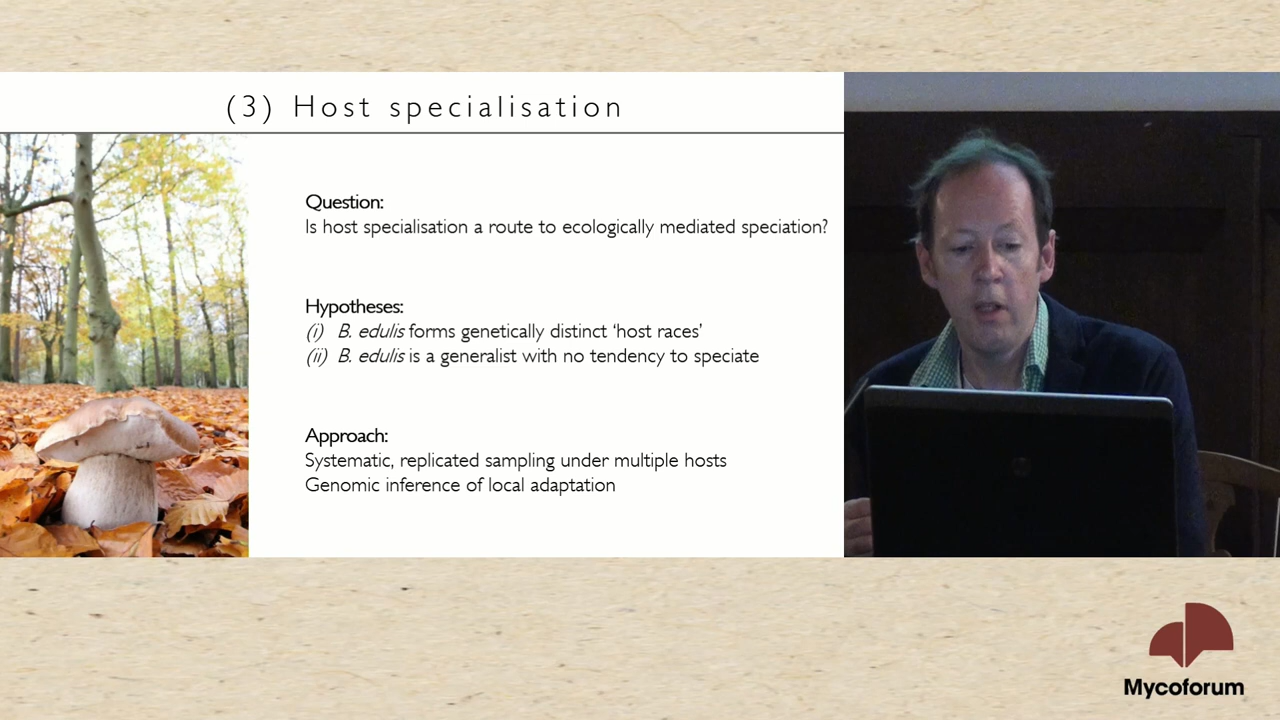 (3) Host specialisation
Question:
Is host specialisation a route to ecologically mediated speciation?
Hypotheses:
(i) B. edulis forms genetically distinct ‘host races’
(ii) B. edulis is a generalist with no tendency to speciate
Approach:
Systematic, replicated sampling under multiple hosts
Genomic inference of local adaptation
Mycoforum